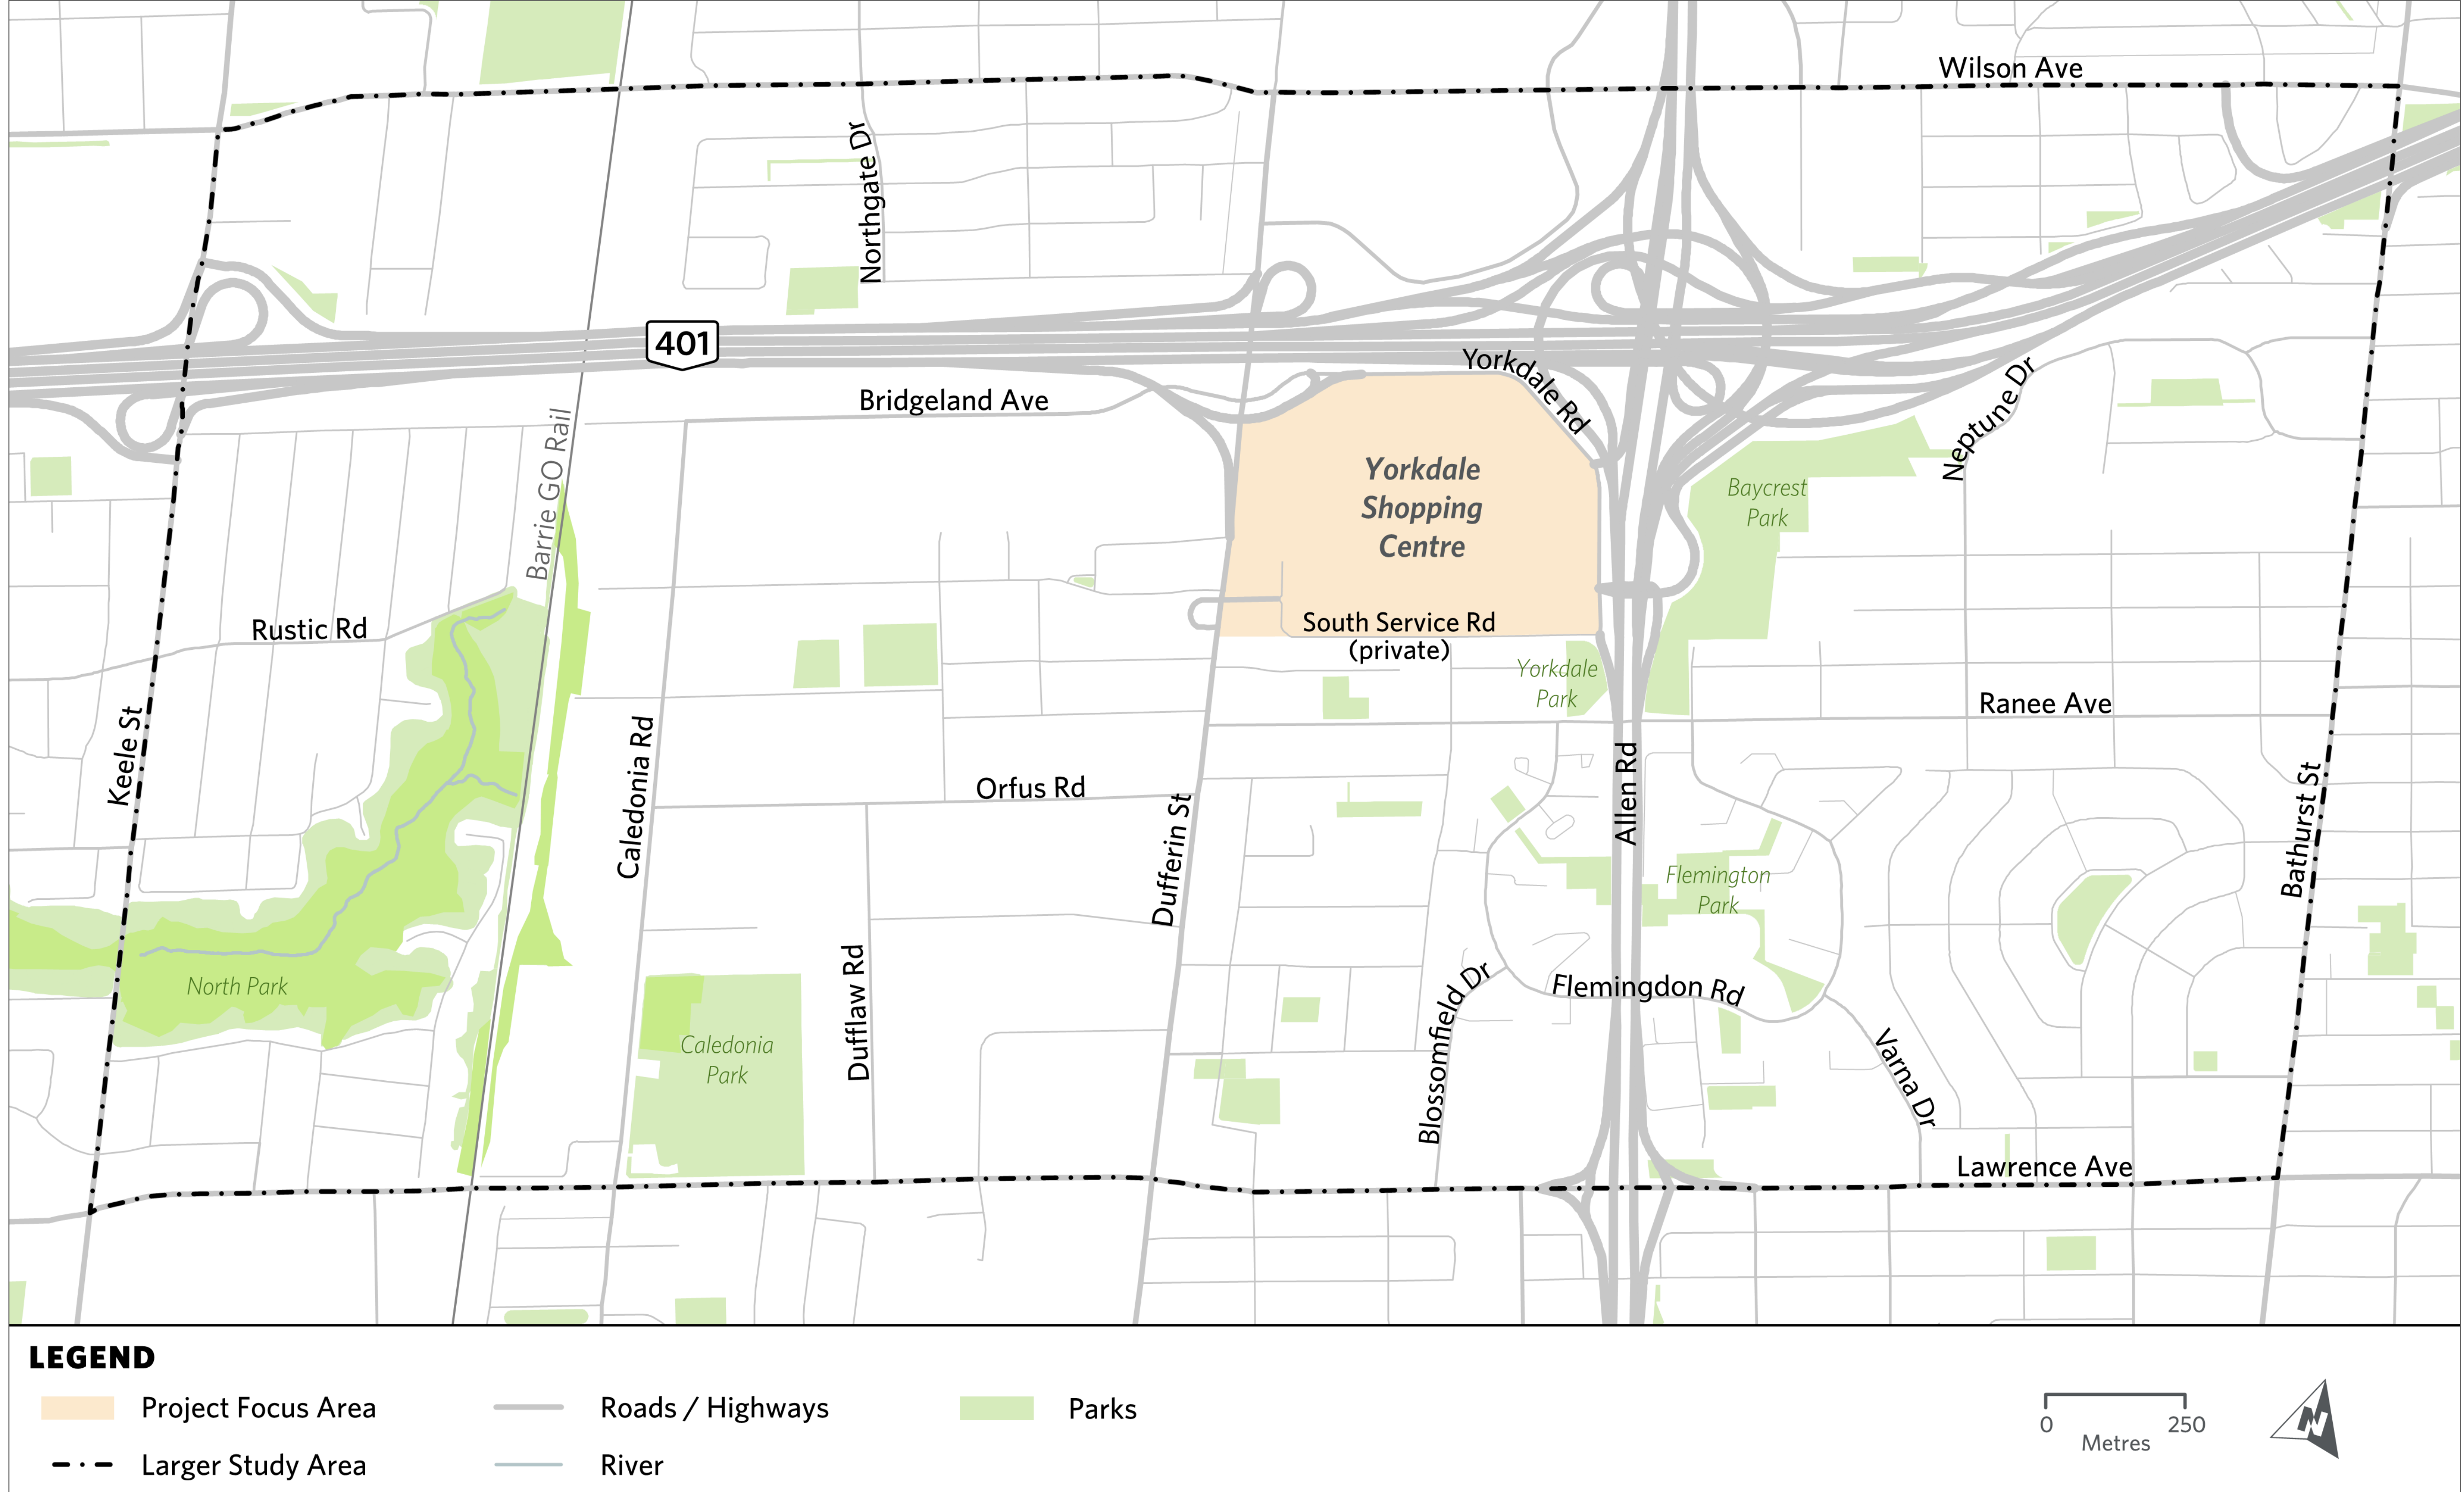 Wilson Ave
Northgate Dr
401
Yorkdale Rd
Bridgeland Ave
Neptune Dr
Barrie GO Rail
Yorkdale
Shopping
Centre
Baycrest
Park
Rustic Rd
South Service Rd
(private)
Yorkdale
Park
Keele St
Caledonia Rd
Ranee Ave
Orfus Rd
Dufferin St
Allen Rd
Bathurst St
Flemington
Park
North Park
Caledonia
Park
Dufflaw Rd
Blossomfield Dr
Flemingdon Rd
Varna Dr
Lawrence Ave
LEGEND
Project Focus Area
Roads / Highways
Parks
Larger Study Area
River
0 250
Metres
N